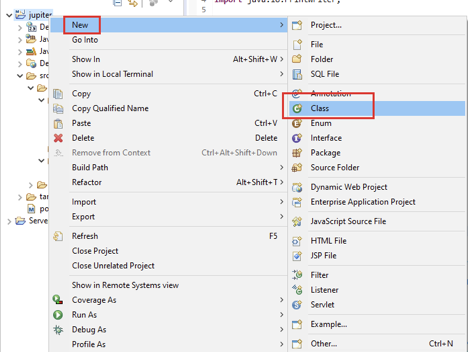 import java.io.PrintWriter;
5
jupite
De
Jav
Jav
De
src
tar
po
Serve
New
Go Into
Show In Alt+Shift+W
Show in Local Terminal
Copy Ctrl+C
Copy Qualified Name
Paste Ctrl+V
Delete Delete
Remove from Context Ctrl+Alt+Shift+Down
Build Path
Refactor Alt+Shift+T
Import
Export
Refresh F5
Close Project
Close Unrelated Project
Show in Remote Systems view
Coverage As
Run As
Debug As
Profile As
Project...
File
Folder
SQL File
Annotation
Class
Enum
Interface
Package
Source Folder
Dynamic Web Project
Enterprise Application Project
JavaScript Source File
HTML File
JSP File
Filter
Listener
Servlet
Example...
Other... Ctrl+N